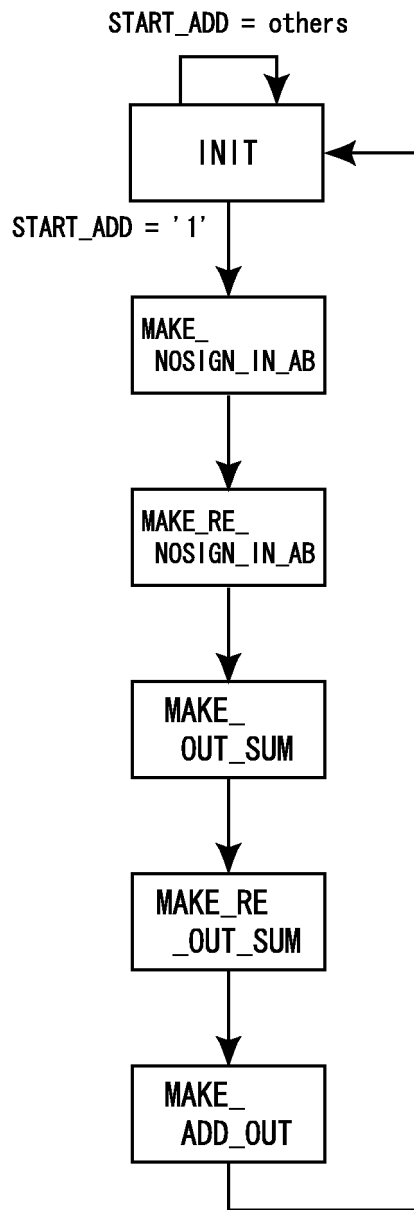 START_ADD = others
INIT
START_ADD = '1'
MAKE_
NOSIGN_IN_AB
MAKE_RE_
NOSIGN_IN_AB
MAKE_
OUT_SUM
MAKE_RE
_OUT_SUM
MAKE_
ADD_OUT